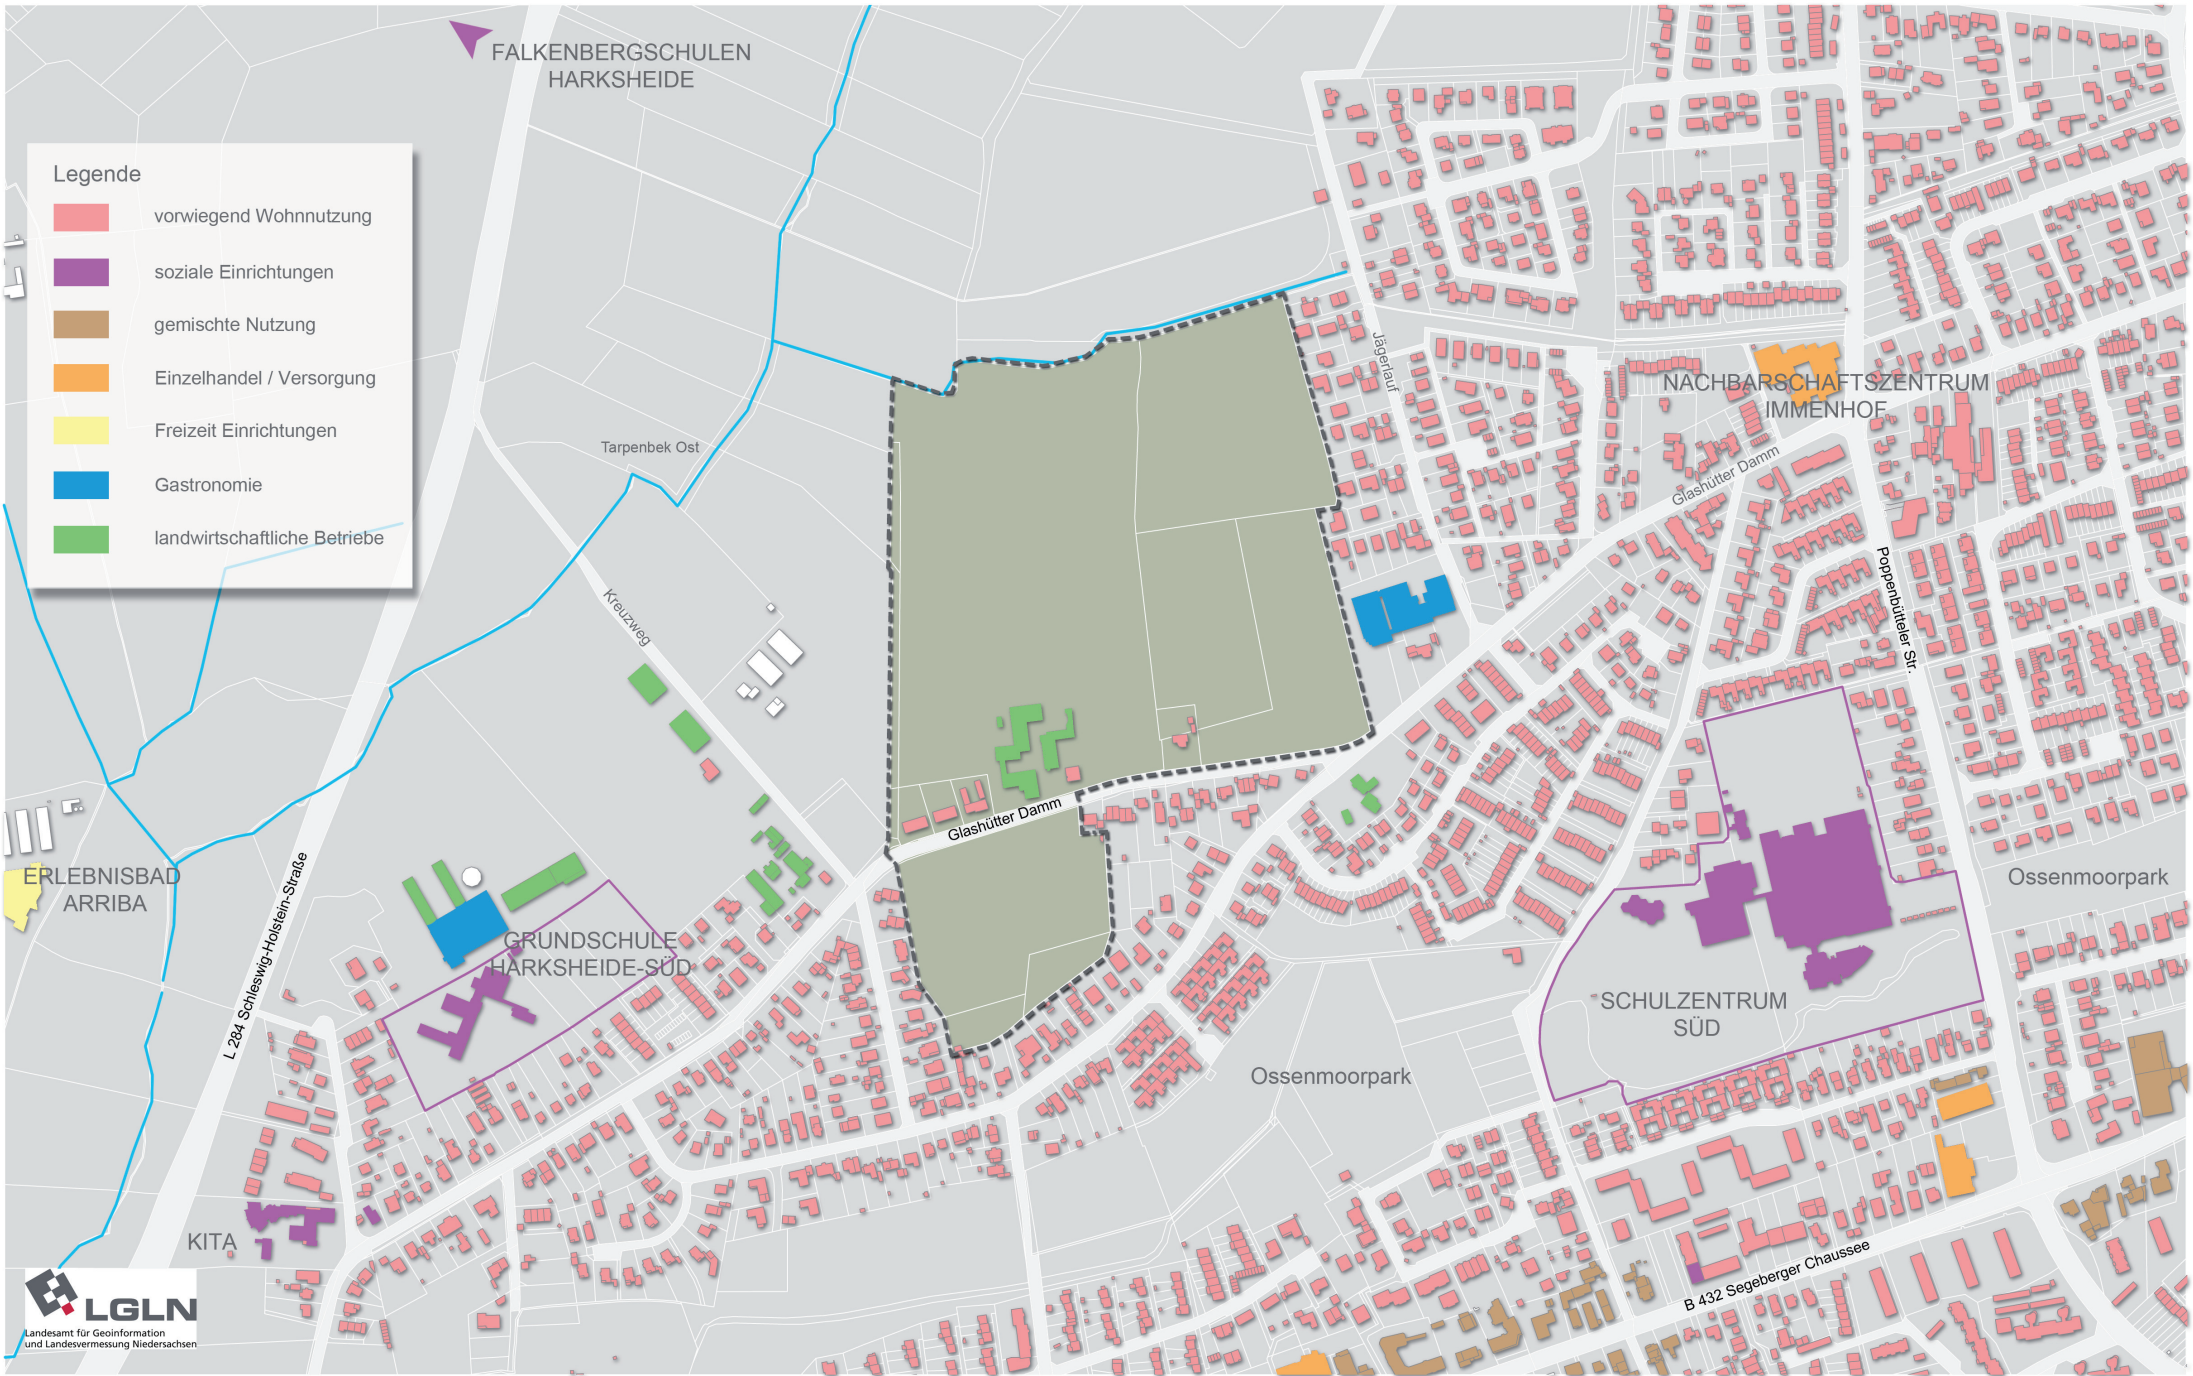 FALKENBERGSCHULEN
HARKSHEIDE
Legende
vorwiegend Wohnnutzung
soziale Einrichtungen
gemischte Nutzung
Einzelhandel / Versorgung
Freizeit Einrichtungen
Gastronomie
landwirtschaftliche Betriebe
Jägerlauf
NACHBARSCHAFTSZENTRUM
IMMENHOF
Tarpenbek Ost
Glashütter Damm
Kreuzweg
Poppenbütteler Str.
Glashütter Damm
ERLEBNISBAD
ARRIBA
L 284 Schleswig-Holstein-Straße
GRUNDSCHULE
HARKSHEIDE-SÜD
Ossenmoorpark
SCHULZENTRUM
SÜD
Ossenmoorpark
KITA
B 432 Segeberger Chaussee
LGLN
Landesamt für Geoinformation
und Landesvermessung Niedersachsen